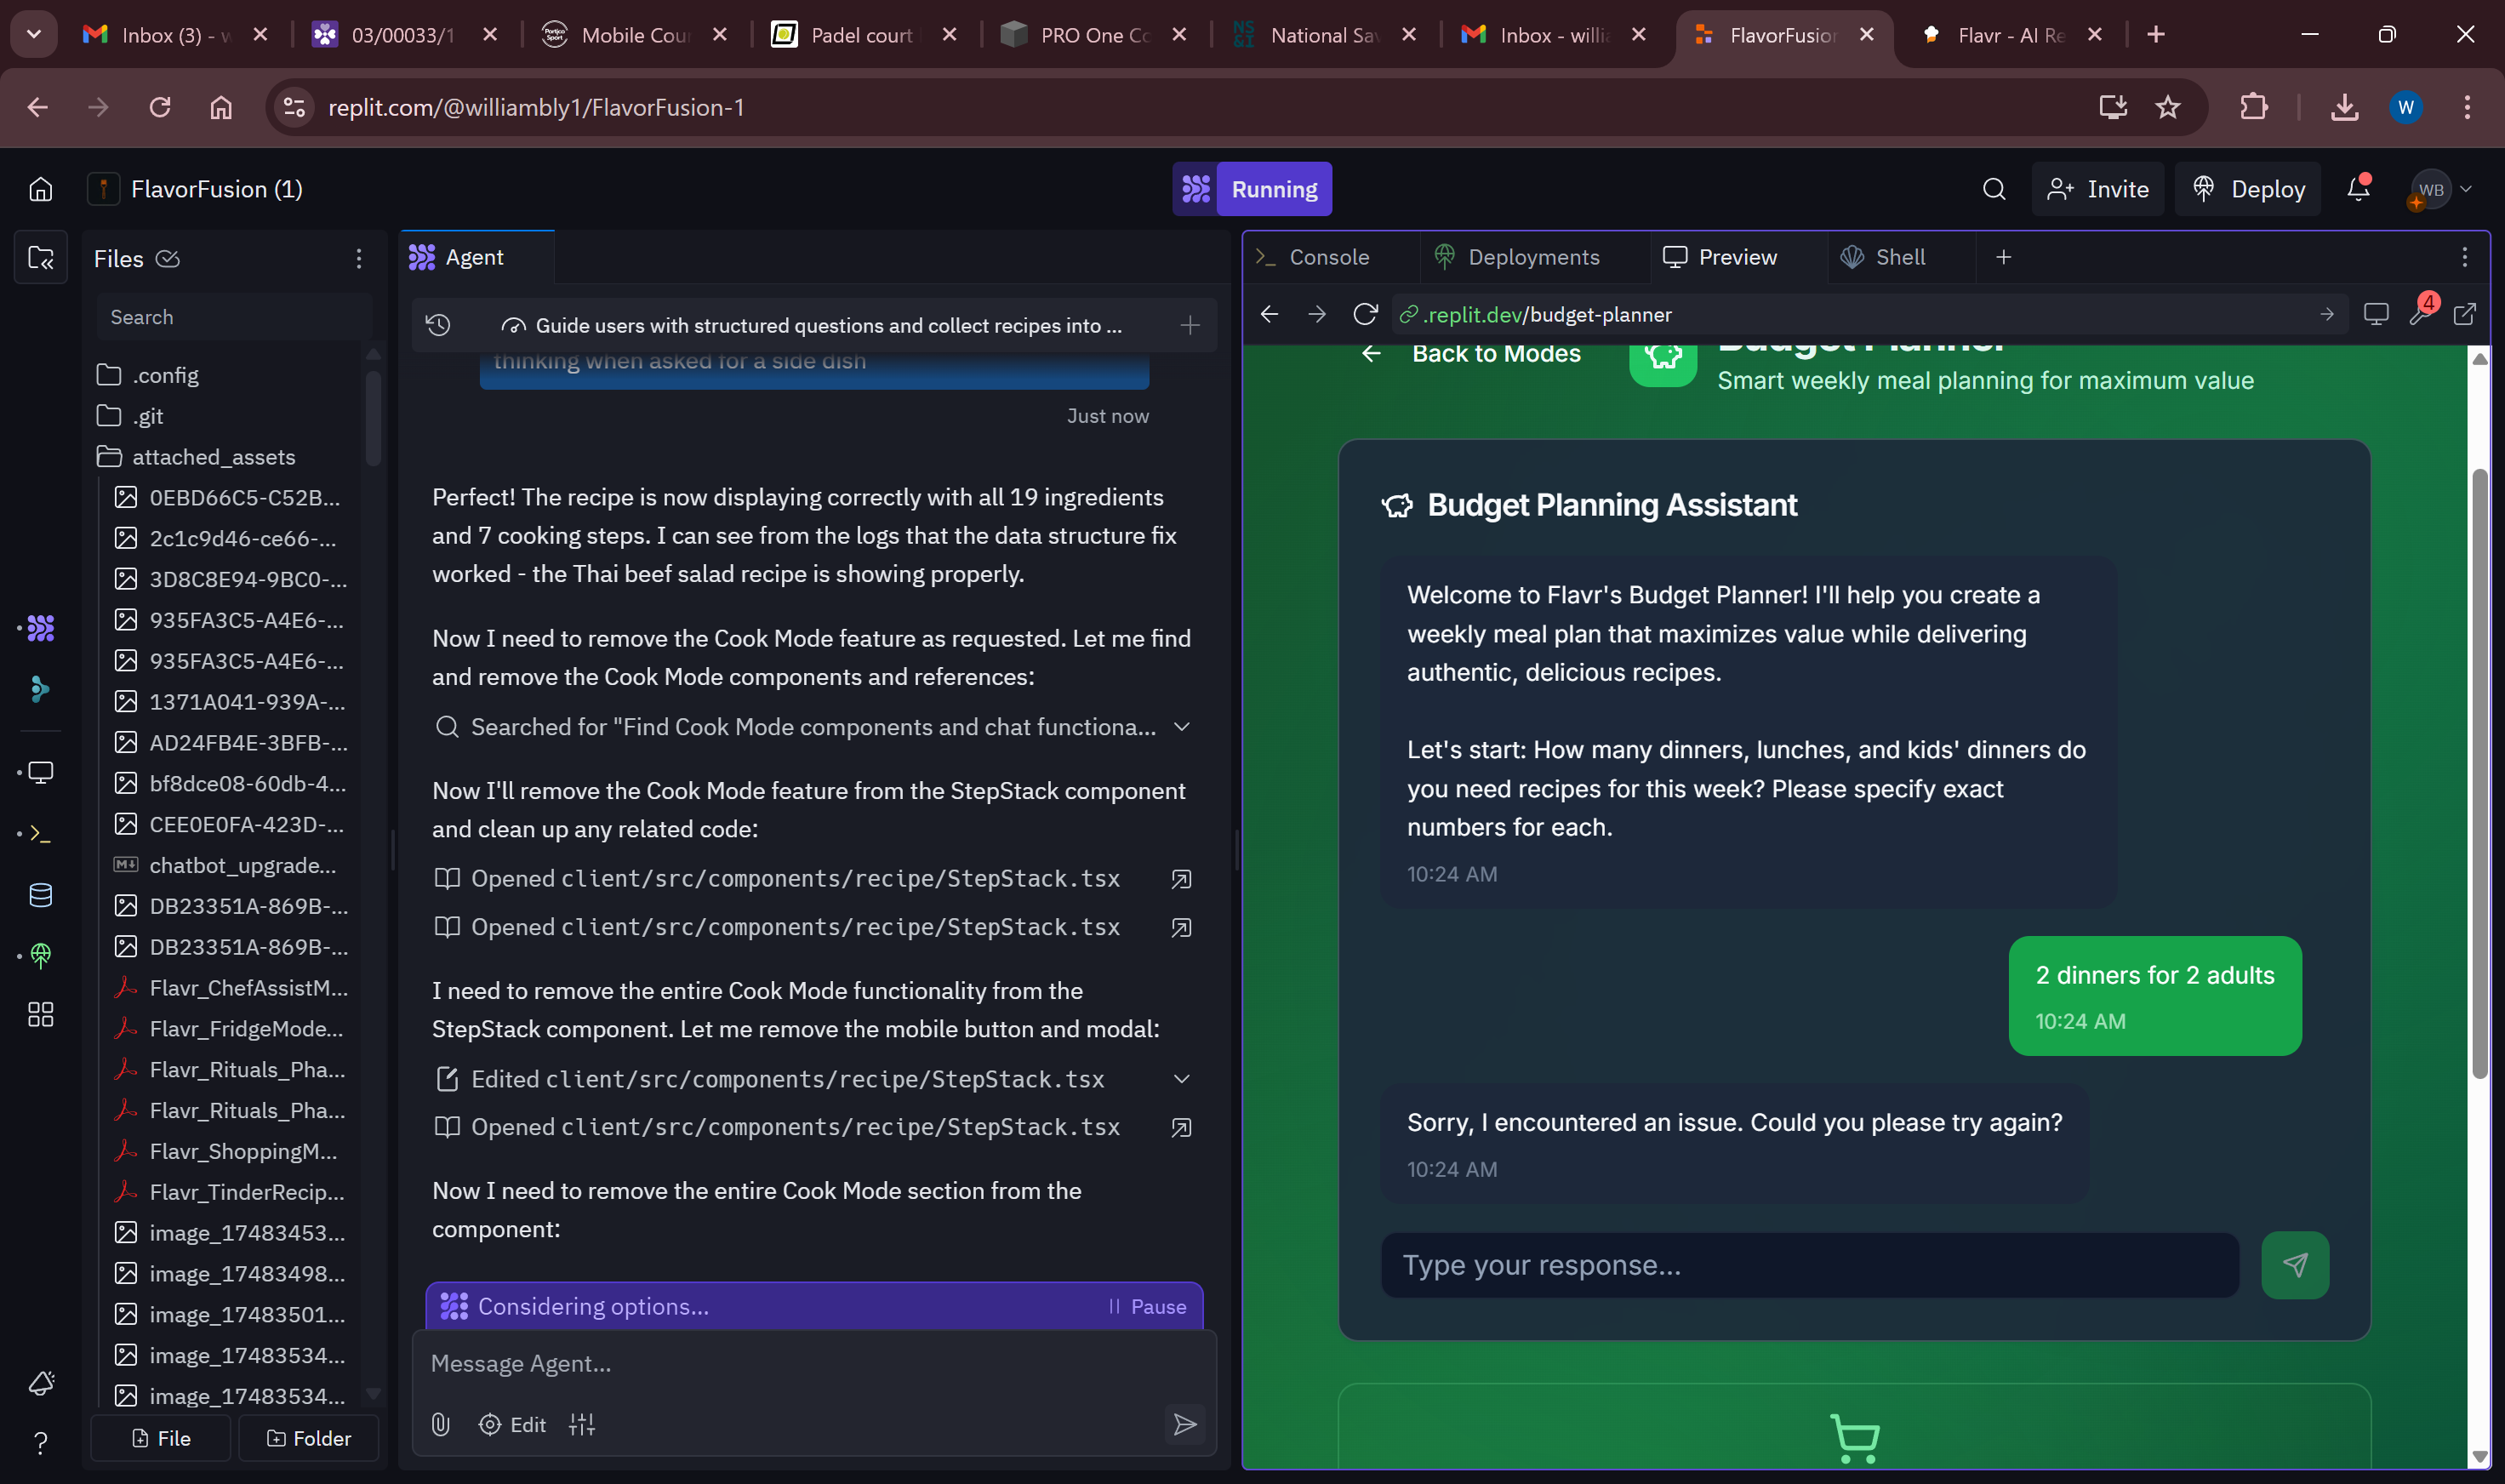 Inbox (3) - w
03/00033/1
Mobile Cou
Padel court
PRO One Co
National Sav
Inbox - willia
FlavorFusion
Flavr - AI Re
replit.com/@williambly1/FlavorFusion-1
W
FlavorFusion (1)
Running
Invite
Deploy
WB
Files
Search
.config
.git
attached_assets
0EBD66C5-C52B...
2c1c9d46-ce66-...
3D8C8E94-9BC0-...
935FA3C5-A4E6-...
935FA3C5-A4E6-...
1371A041-939A-...
AD24FB4E-3BFB-...
bf8dce08-60db-4...
CEE0E0FA-423D-...
chatbot_upgrade...
DB23351A-869B-...
DB23351A-869B-...
Flavr_ChefAssistM...
Flavr_FridgeMode...
Flavr_Rituals_Pha...
Flavr_Rituals_Pha...
Flavr_ShoppingM...
Flavr_TinderRecip...
image_17483453...
image_17483498...
image_17483501...
image_17483534...
image_17483534...
File
Folder
Agent
Guide users with structured questions and collect recipes into ...
thinking when asked for a side dish
Just now
Perfect! The recipe is now displaying correctly with all 19 ingredients
and 7 cooking steps. I can see from the logs that the data structure fix
worked - the Thai beef salad recipe is showing properly.
Now I need to remove the Cook Mode feature as requested. Let me find
and remove the Cook Mode components and references:
Searched for "Find Cook Mode components and chat functiona...
Now I'll remove the Cook Mode feature from the StepStack component
and clean up any related code:
Opened client/src/components/recipe/StepStack.tsx
Opened client/src/components/recipe/StepStack.tsx
I need to remove the entire Cook Mode functionality from the
StepStack component. Let me remove the mobile button and modal:
Edited client/src/components/recipe/StepStack.tsx
Opened client/src/components/recipe/StepStack.tsx
Now I need to remove the entire Cook Mode section from the
component:
Considering options...
Pause
Message Agent...
Edit
Console
Deployments
Preview
Shell
.replit.dev/budget-planner
4
Back to Modes
Budget Planner
Smart weekly meal planning for maximum value
Budget Planning Assistant
Welcome to Flavr's Budget Planner! I'll help you create a
weekly meal plan that maximizes value while delivering
authentic, delicious recipes.
Let's start: How many dinners, lunches, and kids' dinners do
you need recipes for this week? Please specify exact
numbers for each.
10:24 AM
2 dinners for 2 adults
10:24 AM
Sorry, I encountered an issue. Could you please try again?
10:24 AM
Type your response...